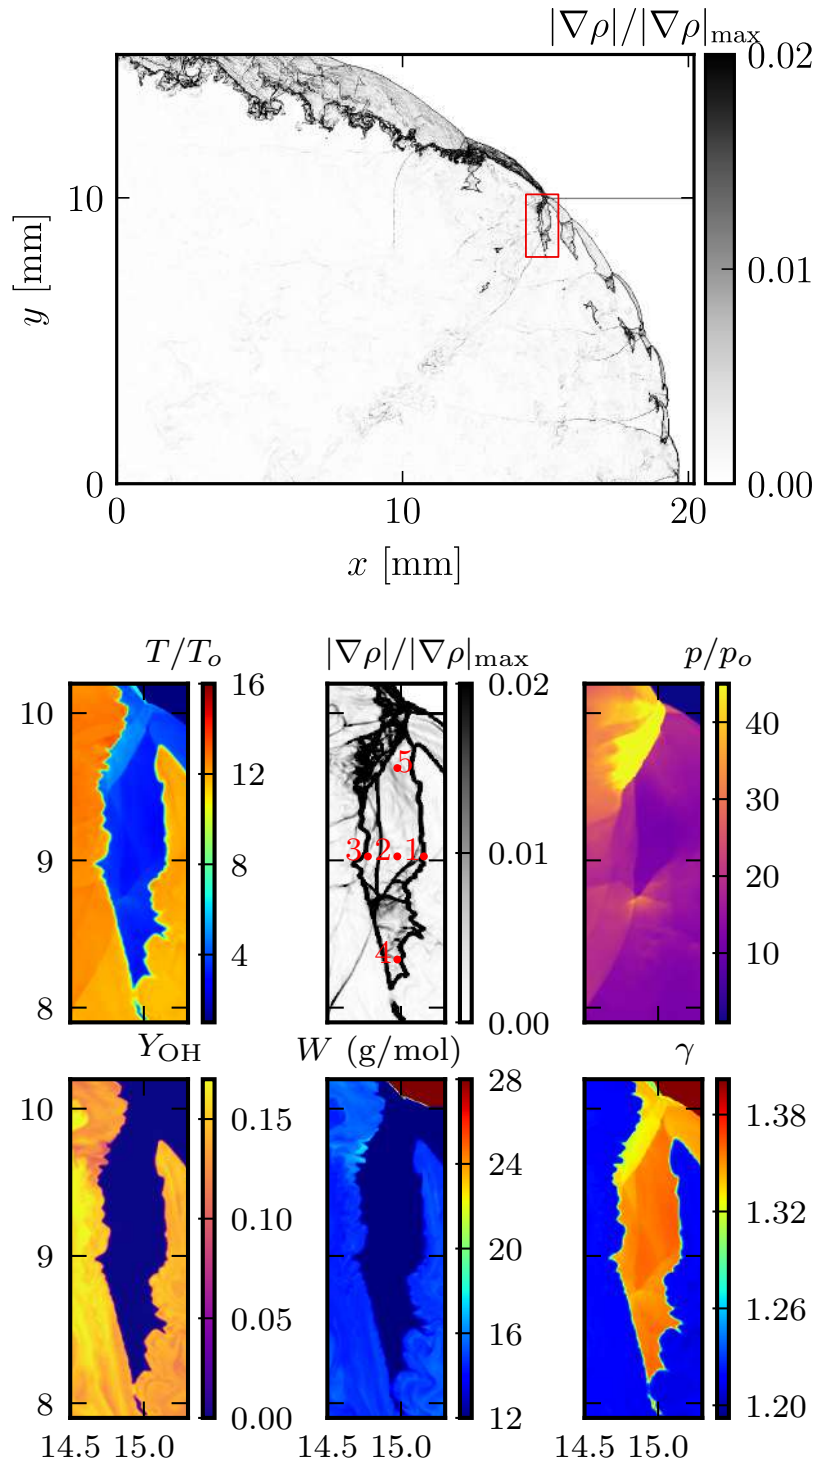 |∇ρ|/|∇ρ|max
0.02
0.01
0.00
10
0
y [mm]
0 10 20
x [mm]
T/To |∇ρ|/|∇ρ|max p/po
10 16 0.02 40
12 30
9 8 0.01 20
4 10
8 0.00
5
3 2 1
4
YOH W (g/mol) γ
10 0.15 28 1.38
24
0.10 1.32
9 20
0.05 16 1.26
8 0.00 12 1.20
14.5 15.0 14.5 15.0 14.5 15.0